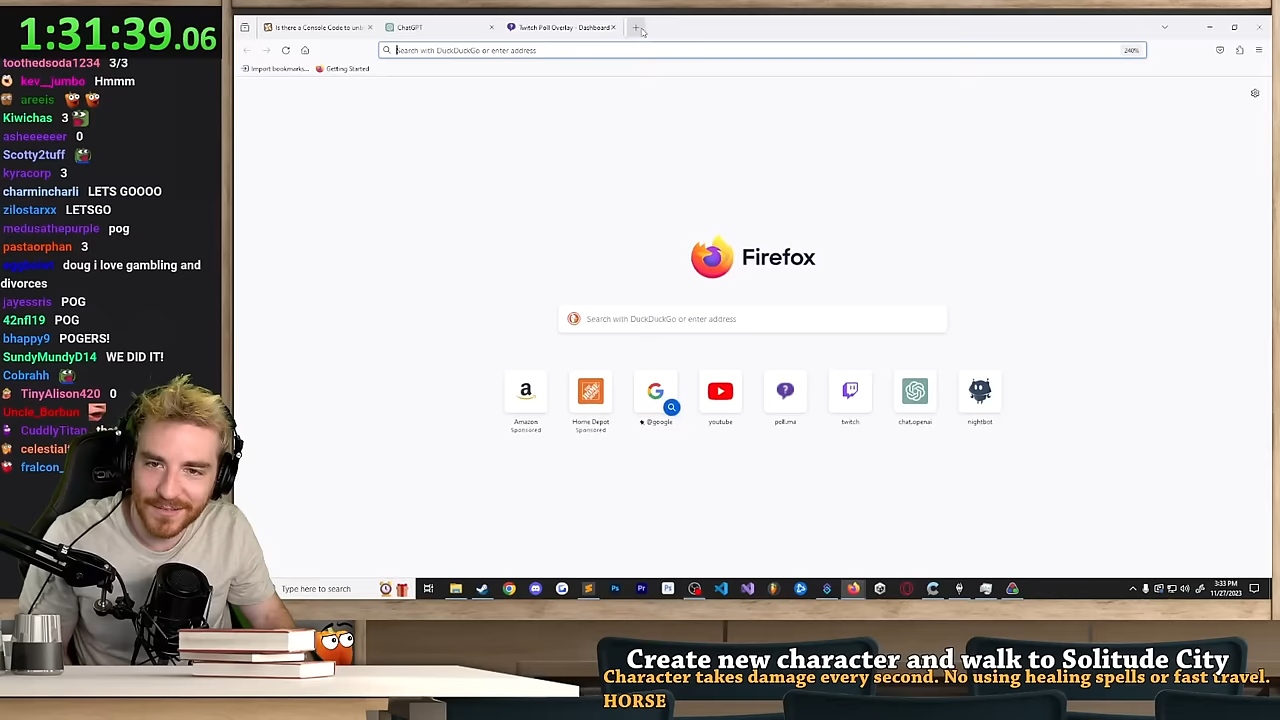 1:31:39.06
toothedsoda1234 3/3
kev__jumbo Hmmm
areeis
Kiwichas 3
asheeeeeer 0
Scotty2tuff
kyracorp 3
charmincharli LETS GOOOO
zilostarxx LETSGO
medusathepurple pog
pastaorphan 3
doug i love gambling and
divorces
jayessris POG
42nfl19 POG
bhappy9 POGERS!
SundyMundyD14 WE DID IT!
Cobrahh
TinyAlison420 0
Uncle_Borbun
CuddlyTitan
celestial
fralcon_
Is there a Console Code to unl
ChatGPT
Twitch Poll Overlay - Dashboard
Search with DuckDuckGo or enter address
240%
Import bookmarks...
Getting Started
Firefox
Search with DuckDuckGo or enter address
Amazon
Sponsored
Home Depot
Sponsored
@google
youtube
poll.ma
twitch
chat.openai
nightbot
Type here to search
3:33 PM
11/27/2023
Create new character and walk to Solitude City
Character takes damage every second. No using healing spells or fast travel.
HORSE